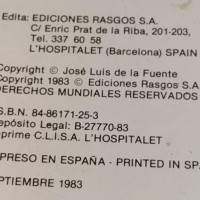 Edita: EDICIONES RASGOS S.A.
C/ Enric Prat de la Riba, 201-203,
Tel. 337 60 58
L'HOSPITALET (Barcelona) SPAIN
Copyright © José Luis de la Fuente
Copyright 1983 © Ediciones Rasgos S.A.
DERECHOS MUNDIALES RESERVADOS
S.B.N. 84-86171-25-3
Depósito Legal: B-27770-83
prime C.L.I.S.A. L'HOSPITALET
PRESO EN ESPAÑA - PRINTED IN SPA
PTIEMBRE 1983